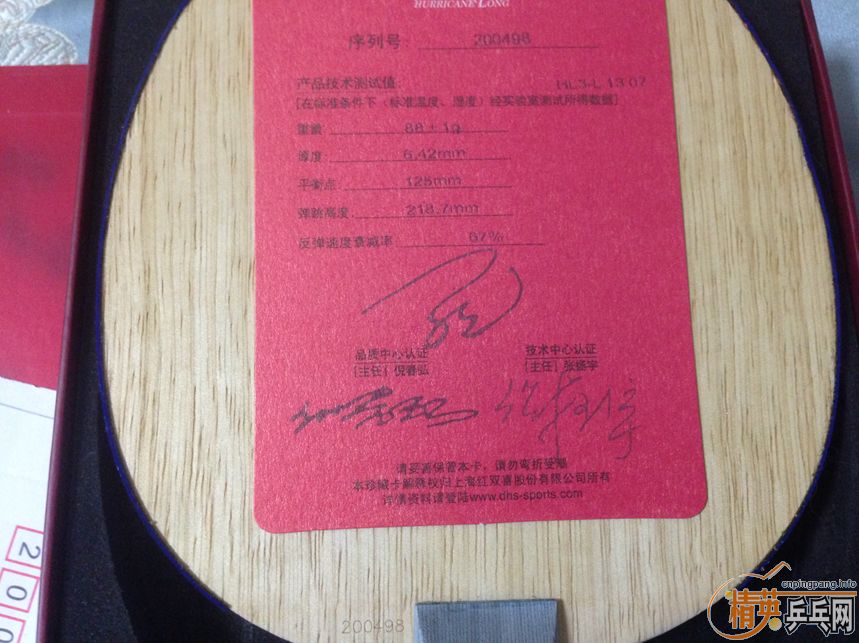 HURRICANE LONG
序列号: 200498
产品技术测试值: HL3-L 13 07
[在标准条件下(标准温度、湿度)经实验室测试所得数据]
重量: 88±1g
厚度: 6.42mm
平衡点: 125mm
弹跳高度: 218.7mm
反弹速度衰减率: 67%
品质中心认证
[主任] 倪春弘
技术中心认证
[主任] 张扬宇
请妥善保管本卡,请勿弯折受潮
本珍藏卡解释权归上海红双喜股份有限公司所有
详情资料请登陆www.dhs-sports.com
200
200498
cnpingpang.info
精英乒乓网